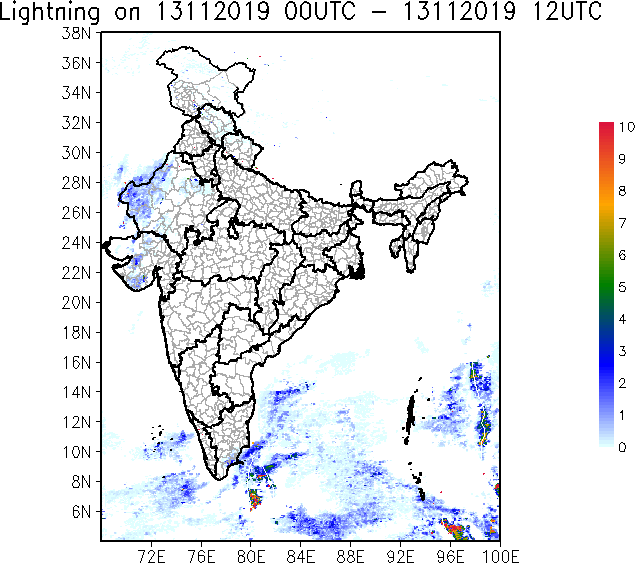 Lightning on 13112019 00UTC – 13112019 12UTC
38N
36N
34N
32N
30N
28N
26N
24N
22N
20N
18N
16N
14N
12N
10N
8N
6N
72E 76E 80E 84E 88E 92E 96E 100E
10
9
8
7
6
5
4
3
2
1
0